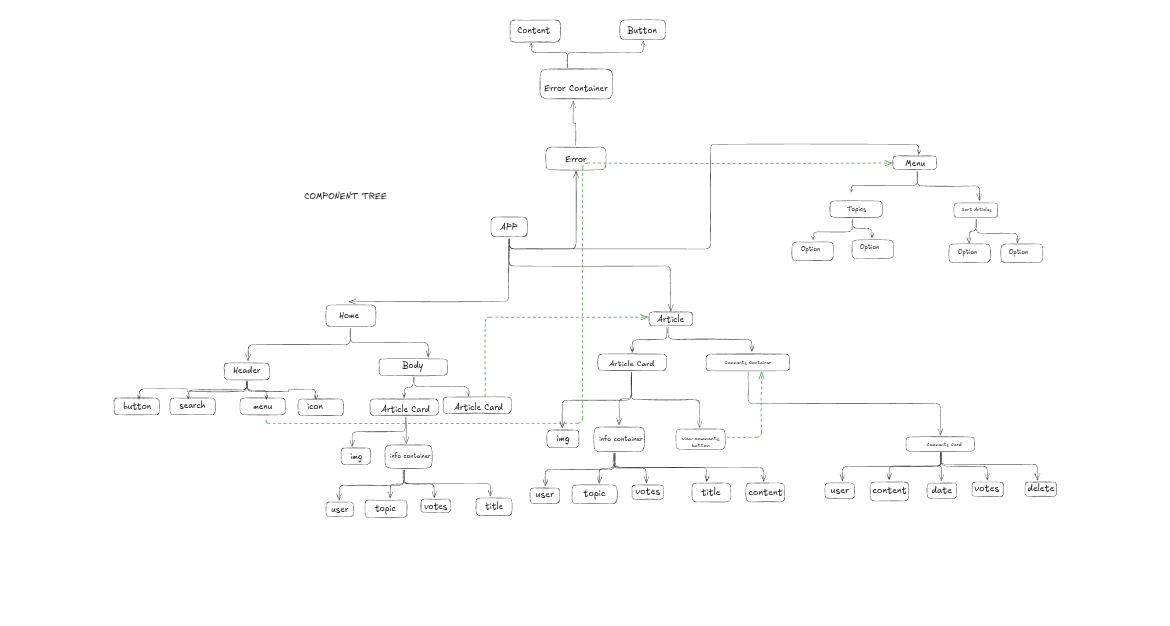 Content
Button
Error Container
Error
Menu
COMPONENT TREE
Topics
Sort Articles
APP
Option
Option
Option
Option
Home
Article
Header
Body
Article Card
Comments Container
button
search
menu
icon
Article Card
Article Card
img
info container
view comments
button
img
info container
Comments Card
user
topic
votes
title
user
topic
votes
title
content
user
content
date
votes
delete